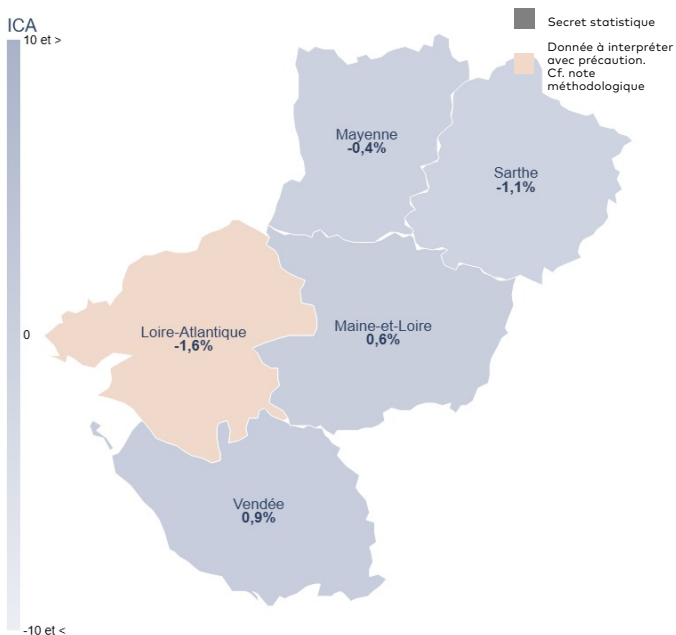 ICA
10 et >
Secret statistique
Donnée à interpréter
avec précaution.
Cf. note
méthodologique
Mayenne
-0,4%
Sarthe
-1,1%
0
Loire-Atlantique
-1,6%
Maine-et-Loire
0,6%
Vendée
0,9%
-10 et <